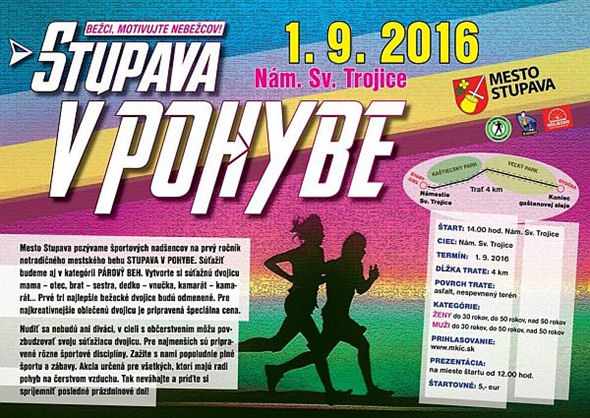 BEŽCI, MOTIVUJTE NEBEŽCOV!
STUPAVA
V POHYBE
1. 9. 2016
Nám. Sv. Trojice
MESTO
STUPAVA
KAŠTIEĽSKY PARK
VEĽKÝ PARK
ŠTART
CIEĽ
OTOČKA
Námestie
Sv. Trojice
Trať 4 km
Koniec
gaštanovej aleje
Mesto Stupava pozývame športových nadšencov na prvý ročník
netradičného mestského behu STUPAVA V POHYBE. Súťažiť
budeme aj v kategórii PÁROVÝ BEH. Vytvorte si súťažnú dvojicu
mama – otec, brat – sestra, dedko – vnučka, kamarát – kama-
rát... Prvé tri najlepšie bežecké dvojice budú odmenené. Pre
najkreatívnejšie oblečenú dvojicu je pripravená špeciálna cena.
Nudiť sa nebudú ani diváci, v cieli s občerstvením môžu po-
vzbudzovať svoju súťažiacu dvojicu. Pre najmenších sú pripra-
vené rôzne športové disciplíny. Zažite s nami popoludnie plné
športu a zábavy. Akcia určená pre všetkých, ktorí majú radi
pohyb na čerstvom vzduchu. Tak neváhajte a príďte si
spríjemniť posledné prázdninové dni!
ŠTART: 14.00 hod. Nám. Sv. Trojice
CIEĽ: Nám. Sv. Trojice
TERMÍN: 1. 9. 2016
DĹŽKA TRATE: 4 km
POVRCH TRATE:
asfalt, nespevnený terén
KATEGÓRIE:
ŽENY do 30 rokov, do 50 rokov, nad 50 rokov
MUŽI do 30 rokov, do 50 rokov, nad 50 rokov
PRIHLASOVANIE:
www.mkic.sk
PREZENTÁCIA:
na mieste štartu od 12.00 hod.
ŠTARTOVNÉ: 5,- eur